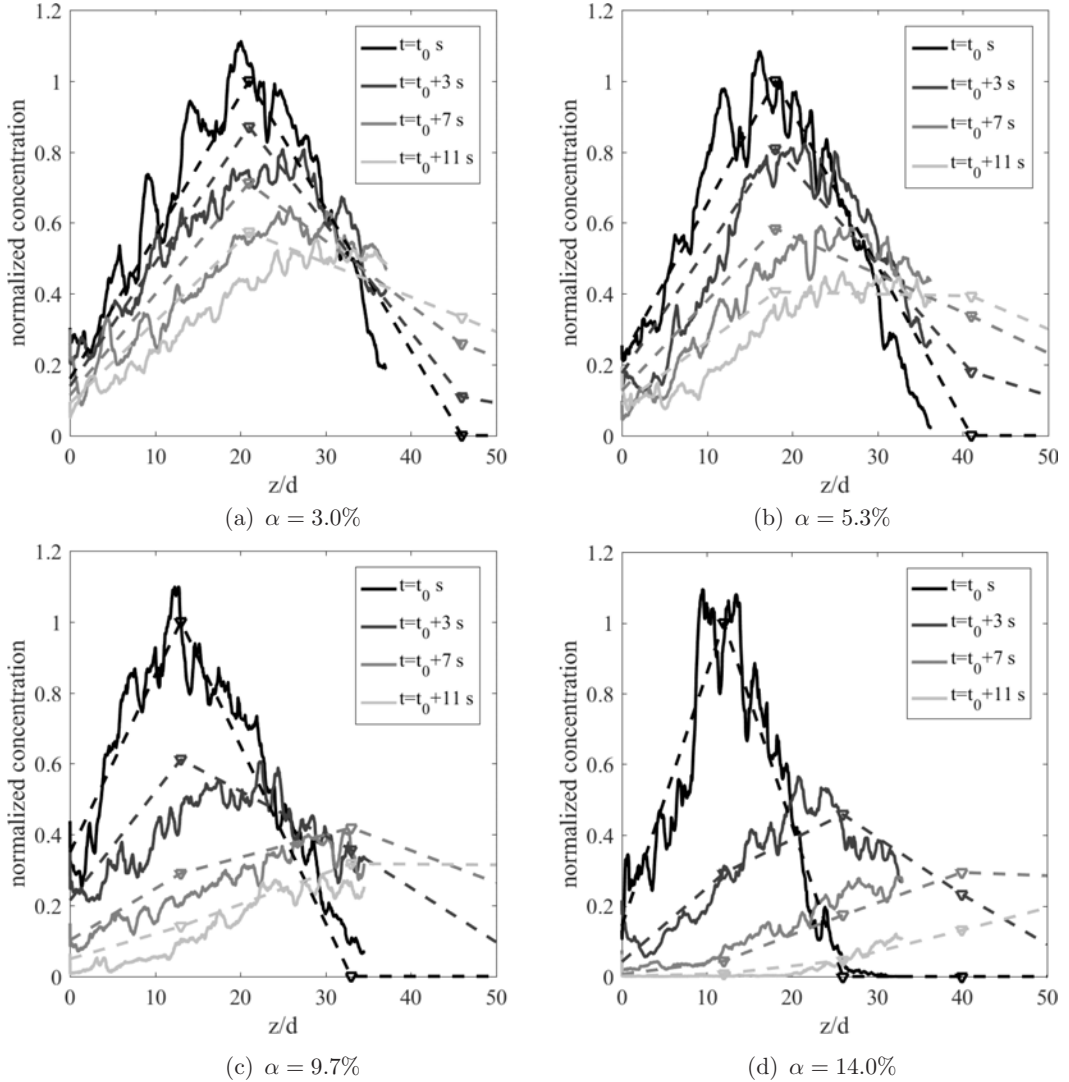 1.2
1
0.8
0.6
0.4
0.2
0
normalized concentration
t=t0 s
t=t0+3 s
t=t0+7 s
t=t0+11 s
0 10 20 30 40 50
z/d
(a) α = 3.0%
1.2
1
0.8
0.6
0.4
0.2
0
normalized concentration
t=t0 s
t=t0+3 s
t=t0+7 s
t=t0+11 s
0 10 20 30 40 50
z/d
(b) α = 5.3%
1.2
1
0.8
0.6
0.4
0.2
0
normalized concentration
t=t0 s
t=t0+3 s
t=t0+7 s
t=t0+11 s
0 10 20 30 40 50
z/d
(c) α = 9.7%
1.2
1
0.8
0.6
0.4
0.2
0
normalized concentration
t=t0 s
t=t0+3 s
t=t0+7 s
t=t0+11 s
0 10 20 30 40 50
z/d
(d) α = 14.0%